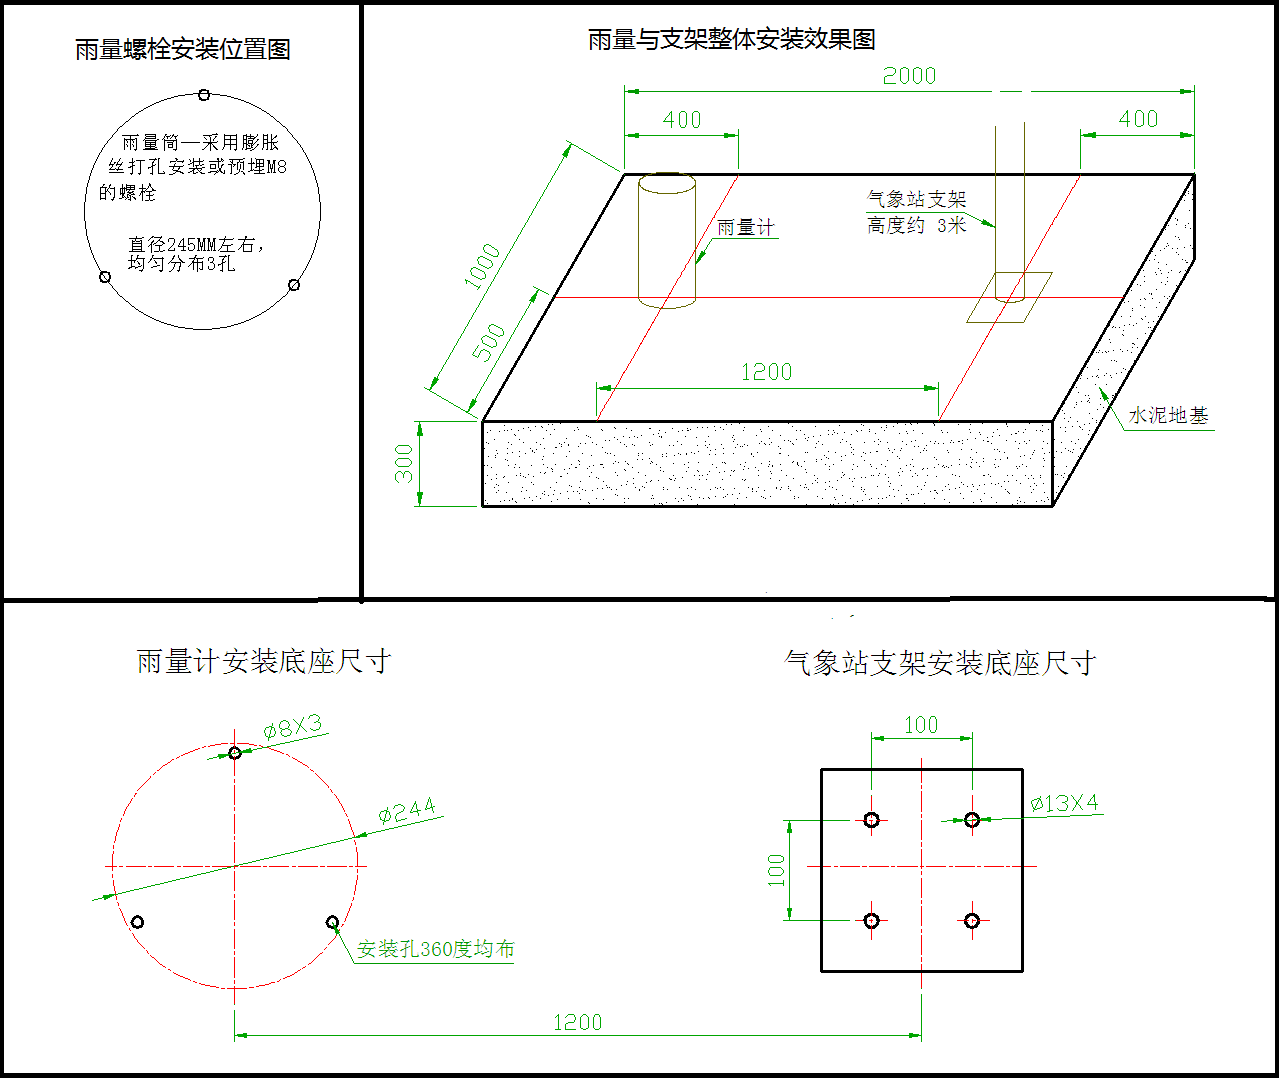 雨量螺栓安装位置图
雨量筒—采用膨胀
丝打孔安装或预埋M8
的螺栓
直径245MM左右，
均匀分布3孔
雨量与支架整体安装效果图
2000
400
400
气象站支架
高度约 3米
雨量计
1000
500
1200
300
水泥地基
雨量计安装底座尺寸
ø8X3
ø244
安装孔360度均布
气象站支架安装底座尺寸
100
ø13X4
100
1200